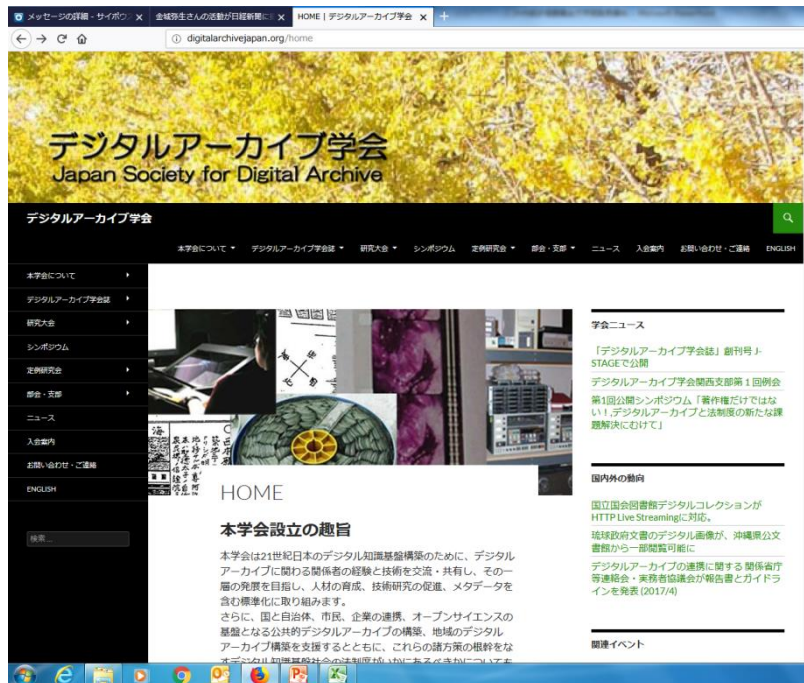 メッセージの詳細 - サイボウ
金城弥生さんの活動が日経新聞に
HOME | デジタルアーカイブ学会
digitalarchivejapan.org/home
デジタルアーカイブ学会
Japan Society for Digital Archive
デジタルアーカイブ学会
本学会について
デジタルアーカイブ学会誌
研究大会
シンポジウム
定例研究会
部会・支部
ニュース
入会案内
お問い合わせ・ご連絡
ENGLISH
本学会について
デジタルアーカイブ学会誌
研究大会
シンポジウム
定例研究会
部会・支部
ニュース
入会案内
お問い合わせ・ご連絡
ENGLISH
検索 ...
HOME
本学会設立の趣旨
本学会は21世紀日本のデジタル知識基盤構築のために、デジタル
アーカイブに関わる関係者の経験と技術を交流・共有し、その一
層の発展を目指し、人材の育成、技術研究の促進、メタデータを
含む標準化に取り組みます。
さらに、国と自治体、市民、企業の連携、オープンサイエンスの
基盤となる公共的デジタルアーカイブの構築、地域のデジタル
アーカイブ構築を支援するとともに、これらの諸方策の根幹をな
すデジタル知識基盤社会の法制度がいかにあるべきかについても
学会ニュース
「デジタルアーカイブ学会誌」創刊号 J-
STAGEで公開
デジタルアーカイブ学会関西支部第１回例会
第1回公開シンポジウム「著作権だけではな
い！,デジタルアーカイブと法制度の新たな課
題解決にむけて」
国内外の動向
国立国会図書館デジタルコレクションが
HTTP Live Streamingに対応。
琉球政府文書のデジタル画像が、沖縄県公文
書館から一部閲覧可能に
デジタルアーカイブの連携に関する 関係省庁
等連絡会・実務者協議会が報告書とガイドラ
インを発表 (2017/4)
関連イベント